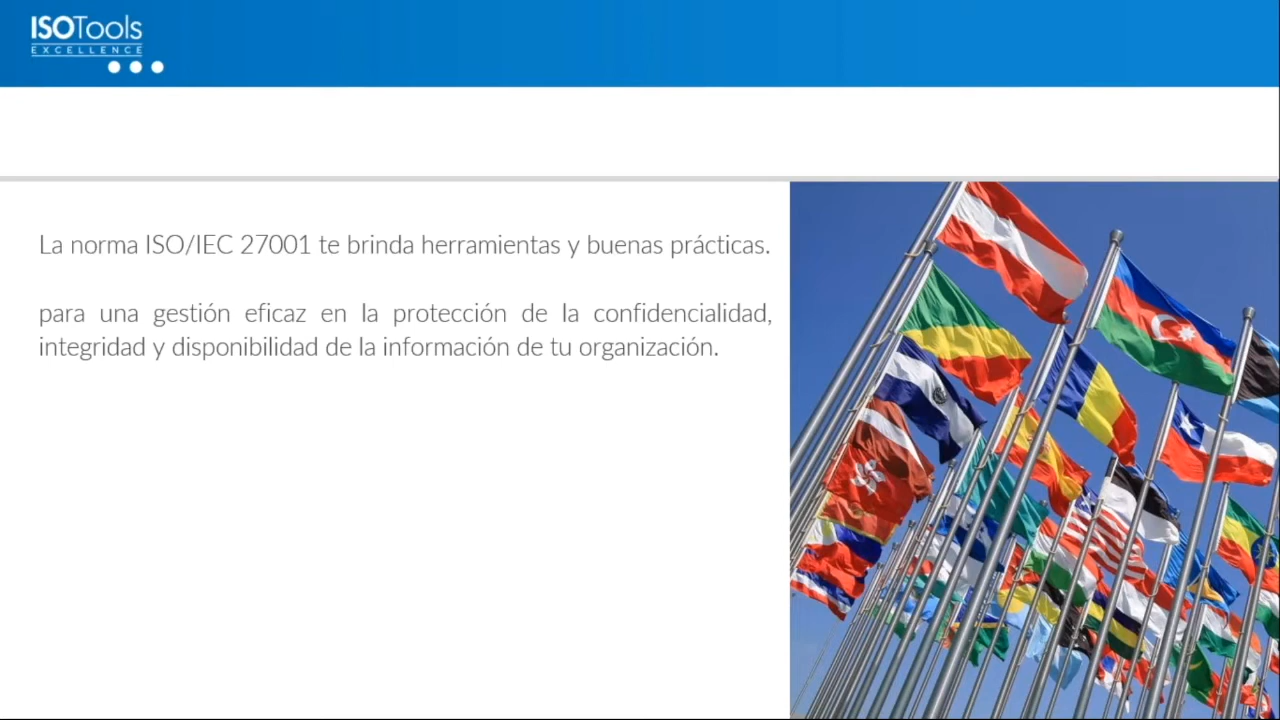 ISOTools
EXCELLENCE
La norma ISO/IEC 27001 te brinda herramientas y buenas prácticas.
para una gestión eficaz en la protección de la confidencialidad,
integridad y disponibilidad de la información de tu organización.